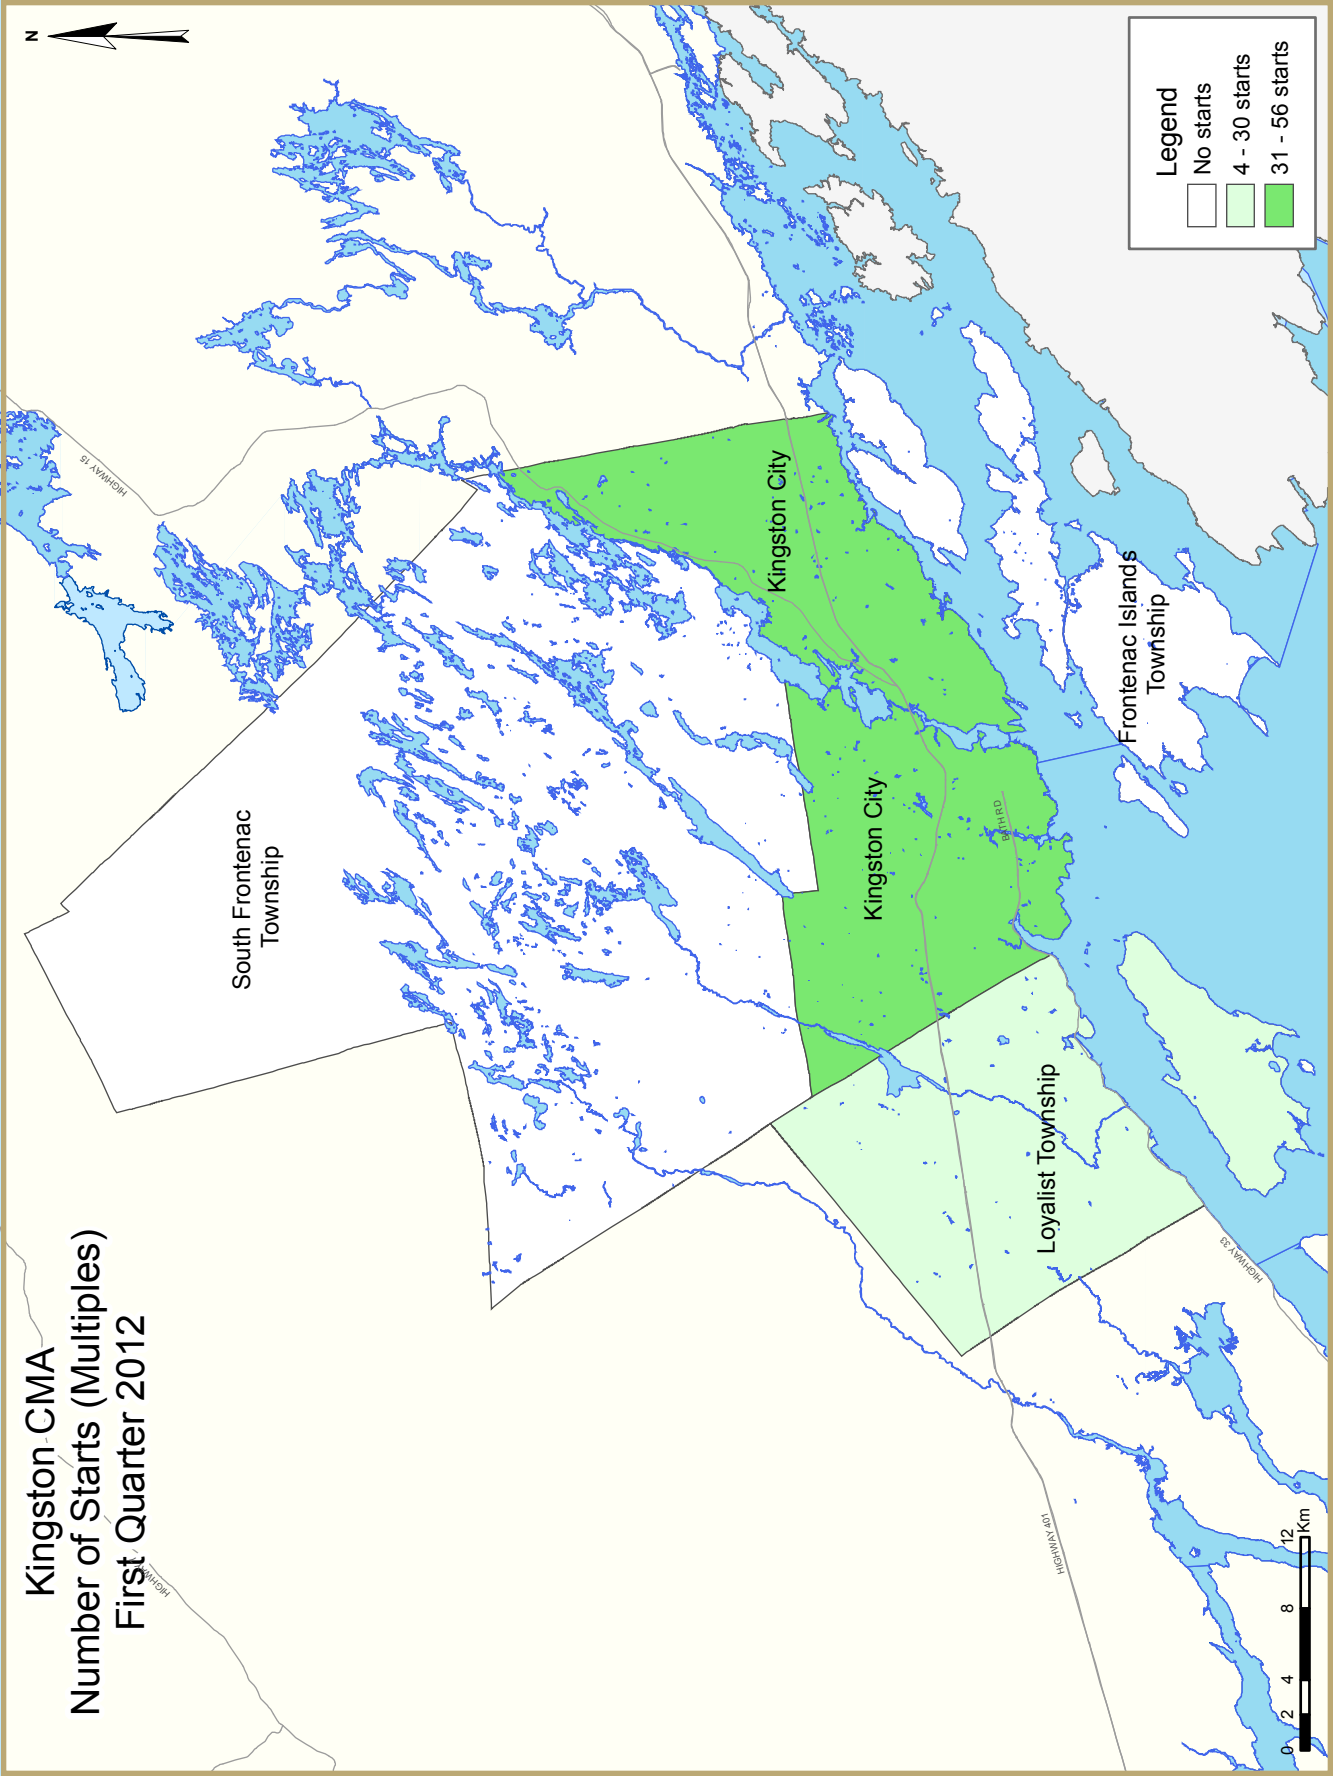 Kingston CMA
Number of Starts (Multiples)
First Quarter 2012
N
HIGHWAY 15
South Frontenac
Township
Kingston City
Kingston City
BATH RD
Loyalist Township
Frontenac Islands
Township
HIGHWAY 33
HIGHWAY 401
Legend
No starts
4 - 30 starts
31 - 56 starts
0 2 4 8 12
Km